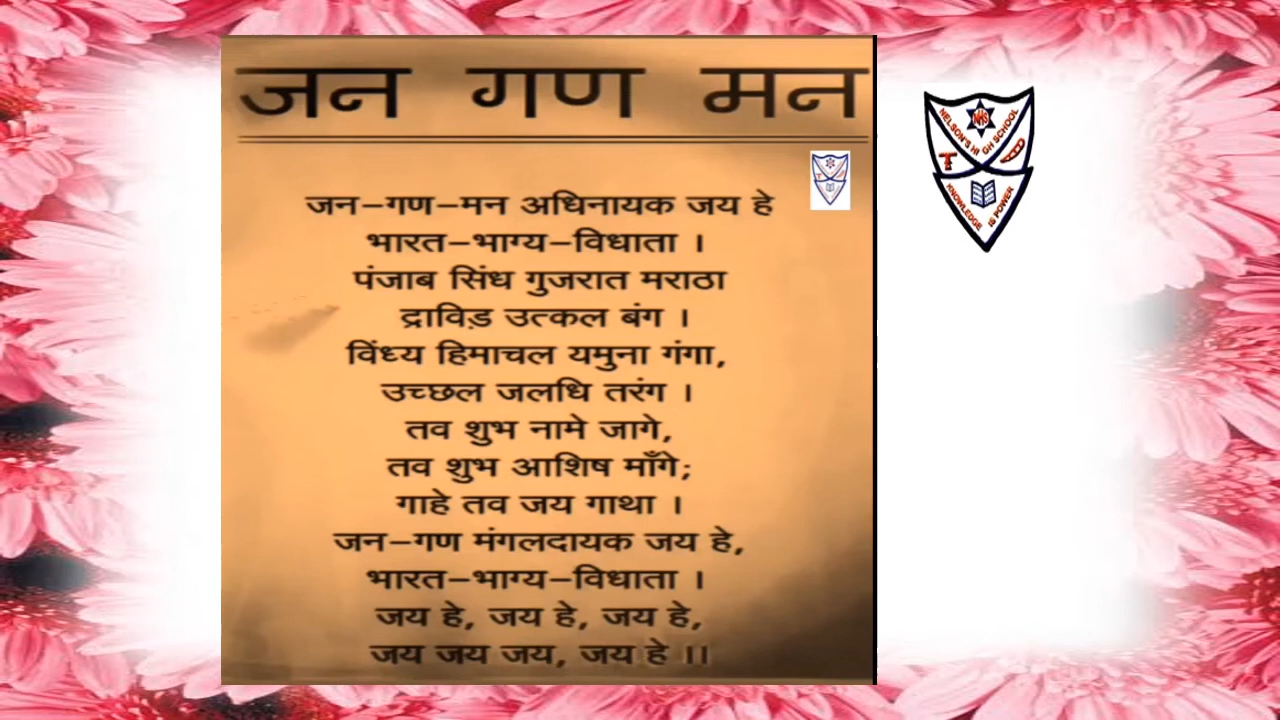 जन गण मन
जन–गण–मन अधिनायक जय हे
भारत–भाग्य–विधाता ।
पंजाब सिंध गुजरात मराठा
द्राविड़ उत्कल बंग ।
विंध्य हिमाचल यमुना गंगा,
उच्छल जलधि तरंग ।
तव शुभ नामे जागे,
तव शुभ आशिष माँगे;
गाहे तव जय गाथा ।
जन–गण मंगलदायक जय हे,
भारत–भाग्य–विधाता ।
जय हे, जय हे, जय हे,
जय जय जय, जय हे ।।
NHS
NELSON'S HIGH SCHOOL
T
KNOWLEDGE IS POWER